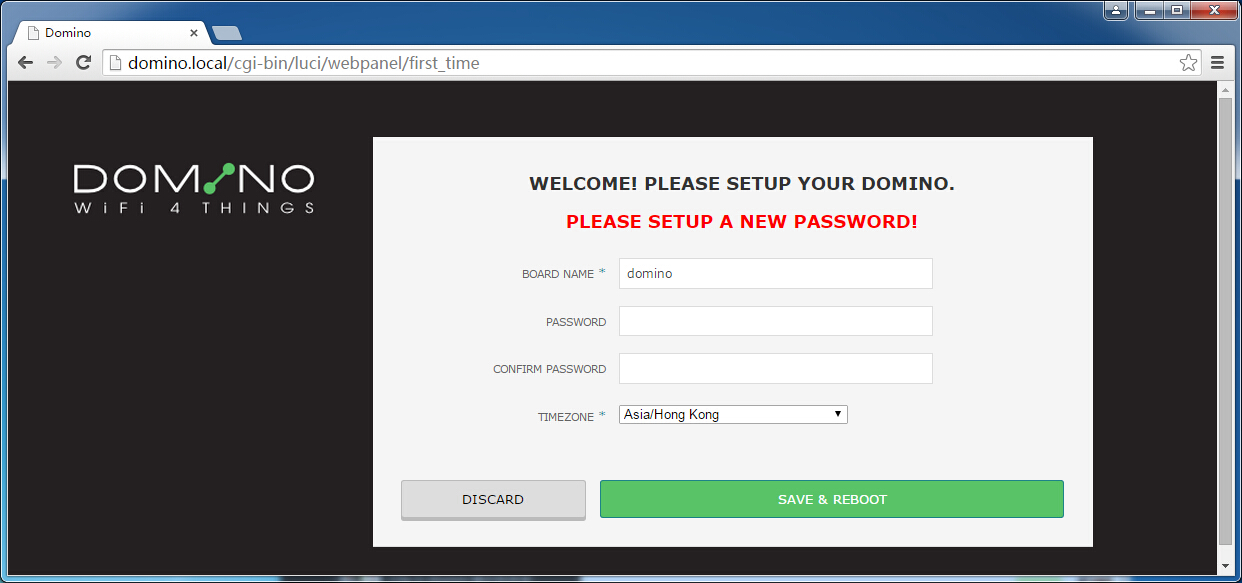 Domino
domino.local/cgi-bin/luci/webpanel/first_time
DOMINO
WiFi 4 THINGS
WELCOME! PLEASE SETUP YOUR DOMINO.
PLEASE SETUP A NEW PASSWORD!
BOARD NAME * domino
PASSWORD
CONFIRM PASSWORD
TIMEZONE * Asia/Hong Kong
DISCARD SAVE & REBOOT